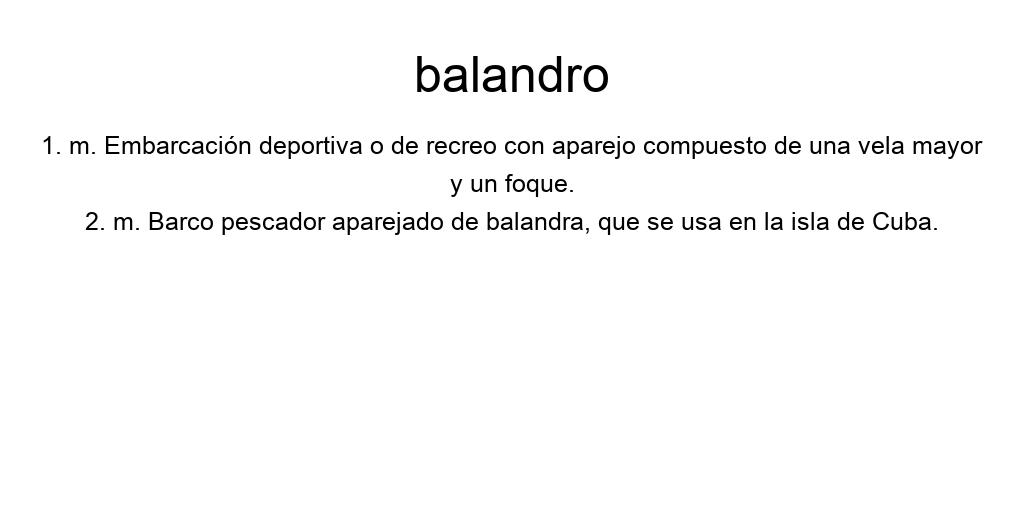 balandro
1. m. Embarcación deportiva o de recreo con aparejo compuesto de una vela mayor
y un foque.
2. m. Barco pescador aparejado de balandra, que se usa en la isla de Cuba.